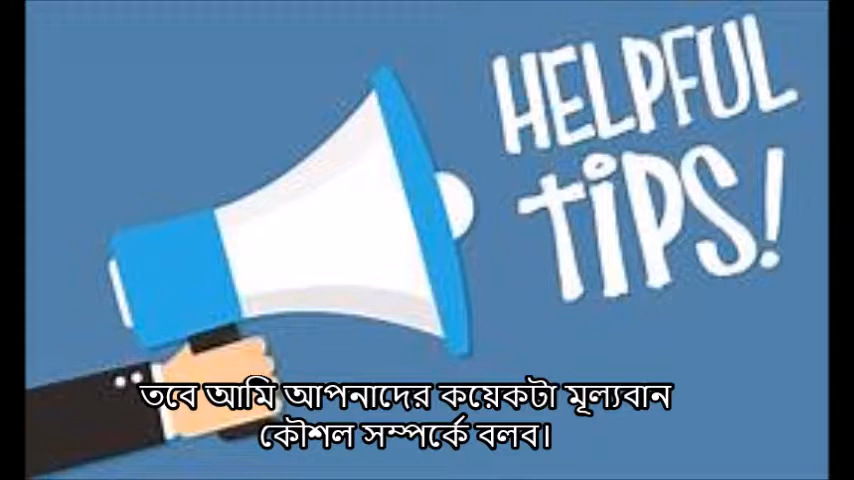 HELPFUL
TiPS!
তবে আমি আপনাদের কয়েকটা মূল্যবান
কৌশল সম্পর্কে বলব।